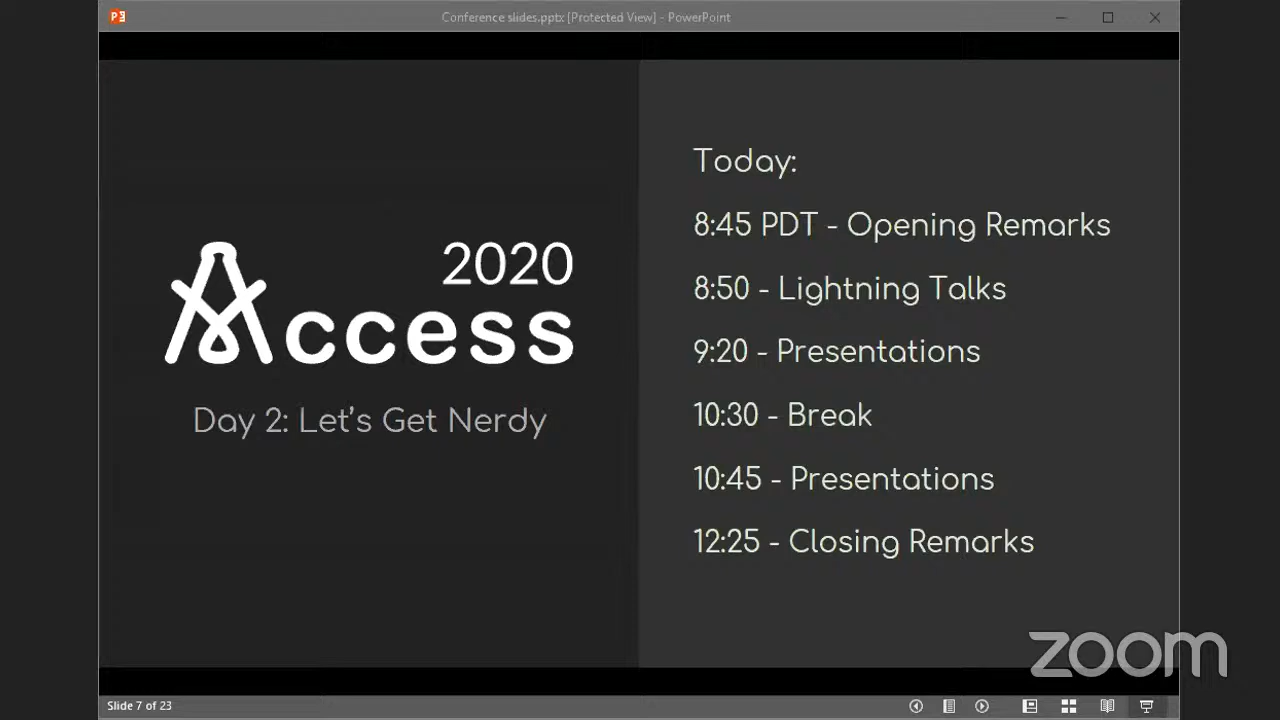 Conference slides.pptx [Protected View] - PowerPoint
2020
Access
Day 2: Let's Get Nerdy
Today:
8:45 PDT - Opening Remarks
8:50 - Lightning Talks
9:20 - Presentations
10:30 - Break
10:45 - Presentations
12:25 - Closing Remarks
zoom
Slide 7 of 23